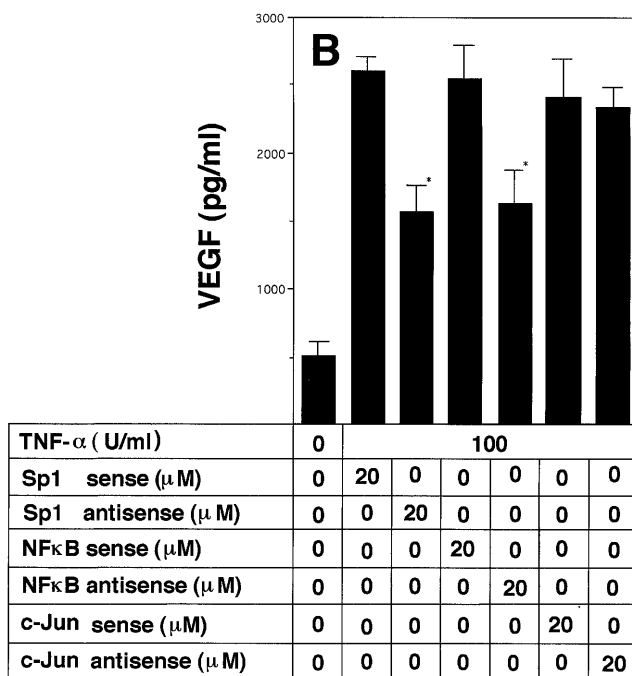 3000
B
*
*
2000
1000
VEGF (pg/ml)
TNF-α ( U/ml) 0 100
Sp1 sense (μM) 0 20 0 0 0 0 0
Sp1 antisense (μM) 0 0 20 0 0 0 0
NFκB sense (μM) 0 0 0 20 0 0 0
NFκB antisense (μM) 0 0 0 0 20 0 0
c-Jun sense (μM) 0 0 0 0 0 20 0
c-Jun antisense (μM) 0 0 0 0 0 0 20